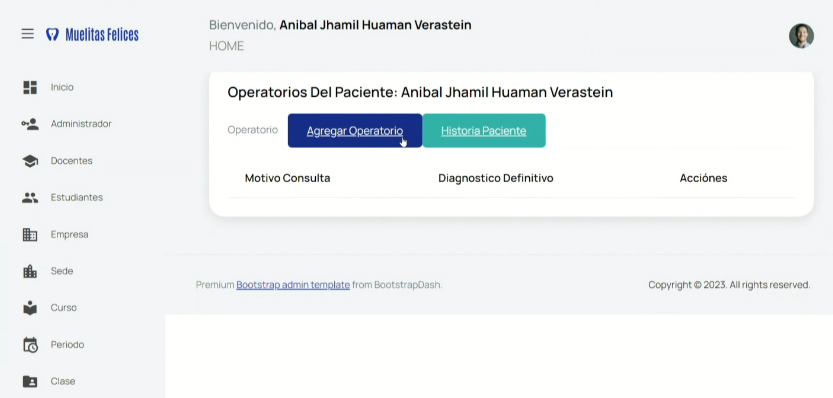 Muelitas Felices
Bienvenido, Anibal Jhamil Huaman Verastein
HOME
Inicio
Administrador
Docentes
Estudiantes
Empresa
Sede
Curso
Periodo
Clase
Operatorios Del Paciente: Anibal Jhamil Huaman Verastein
Operatorio Agregar Operatorio Historia Paciente
Motivo Consulta Diagnostico Definitivo Acciónes
Premium Bootstrap admin template from BootstrapDash. Copyright © 2023. All rights reserved.